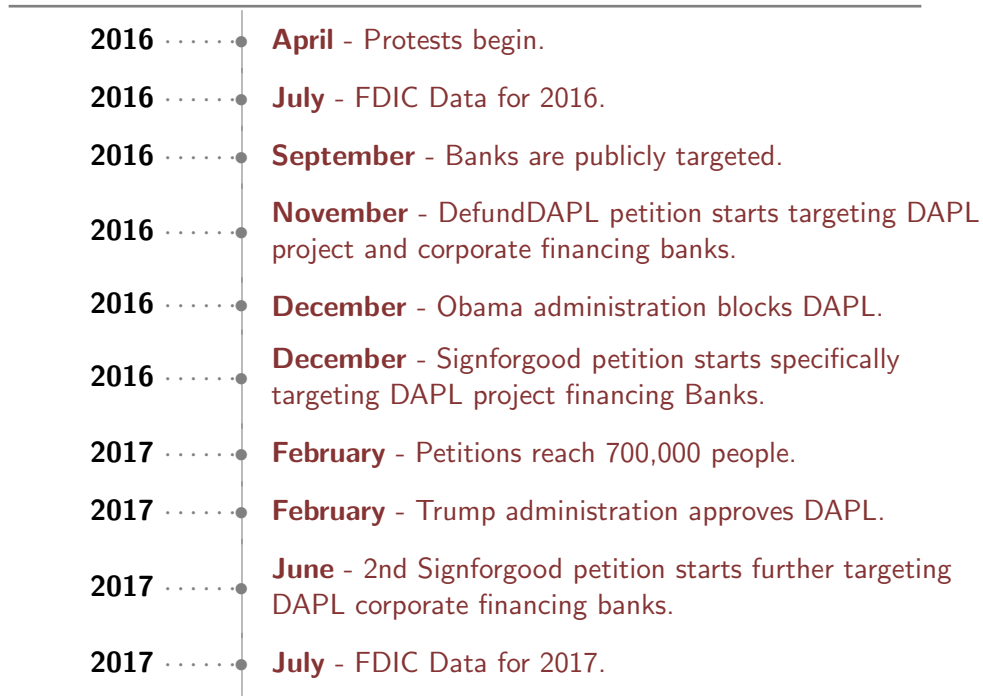 2016 April - Protests begin.
2016 July - FDIC Data for 2016.
2016 September - Banks are publicly targeted.
2016 November - DefundDAPL petition starts targeting DAPL
project and corporate financing banks.
2016 December - Obama administration blocks DAPL.
2016 December - Signforgood petition starts specifically
targeting DAPL project financing Banks.
2017 February - Petitions reach 700,000 people.
2017 February - Trump administration approves DAPL.
2017 June - 2nd Signforgood petition starts further targeting
DAPL corporate financing banks.
2017 July - FDIC Data for 2017.